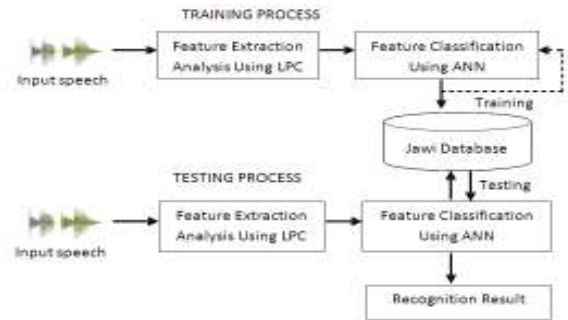 TRAINING PROCESS
Input speech
Feature Extraction
Analysis Using LPC
Feature Classification
Using ANN
Training
Jawi Database
Testing
TESTING PROCESS
Input speech
Feature Extraction
Analysis Using LPC
Feature Classification
Using ANN
Recognition Result